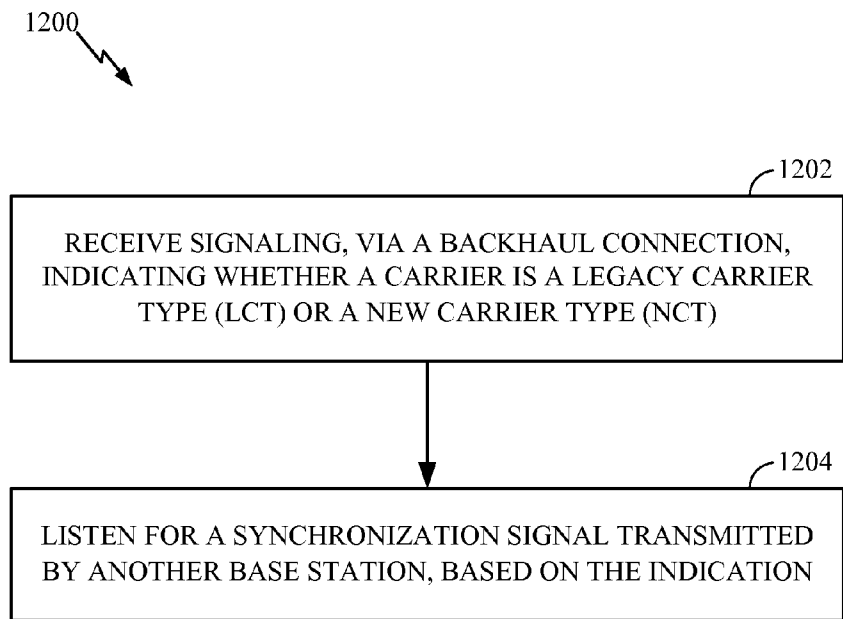 1200
1202
RECEIVE SIGNALING, VIA A BACKHAUL CONNECTION,
INDICATING WHETHER A CARRIER IS A LEGACY CARRIER
TYPE (LCT) OR A NEW CARRIER TYPE (NCT)
1204
LISTEN FOR A SYNCHRONIZATION SIGNAL TRANSMITTED
BY ANOTHER BASE STATION, BASED ON THE INDICATION